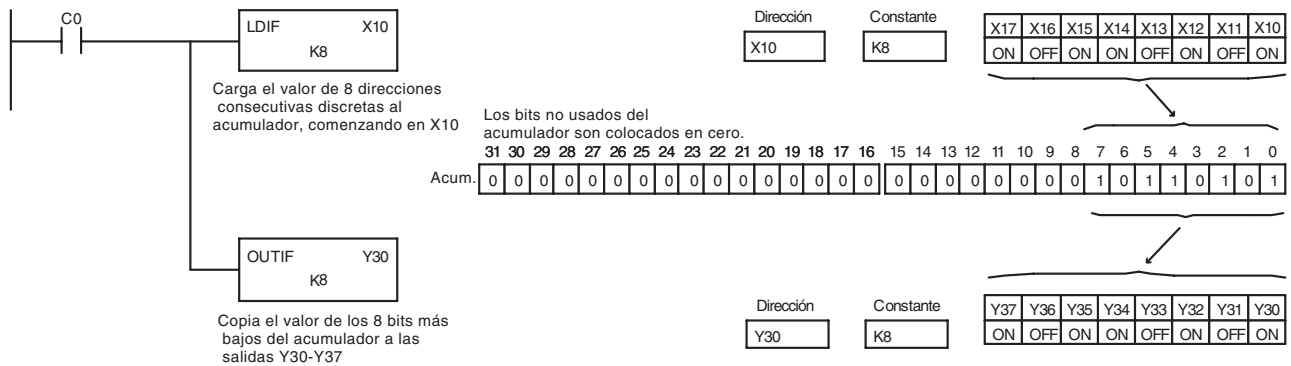 C0
LDIF X10
K8
Carga el valor de 8 direcciones
consecutivas discretas al
acumulador, comenzando en X10
Dirección Constante
X10 K8
X17 X16 X15 X14 X13 X12 X11 X10
ON OFF ON ON OFF ON OFF ON
Los bits no usados del
acumulador son colocados en cero.
31 30 29 28 27 26 25 24 23 22 21 20 19 18 17 16 15 14 13 12 11 10 9 8 7 6 5 4 3 2 1 0
Acum. 0 0 0 0 0 0 0 0 0 0 0 0 0 0 0 0 0 0 0 0 0 0 0 0 1 0 1 1 0 1 0 1
OUTIF Y30
K8
Copia el valor de los 8 bits más
bajos del acumulador a las
salidas Y30-Y37
Dirección Constante
Y30 K8
Y37 Y36 Y35 Y34 Y33 Y32 Y31 Y30
ON OFF ON ON OFF ON OFF ON